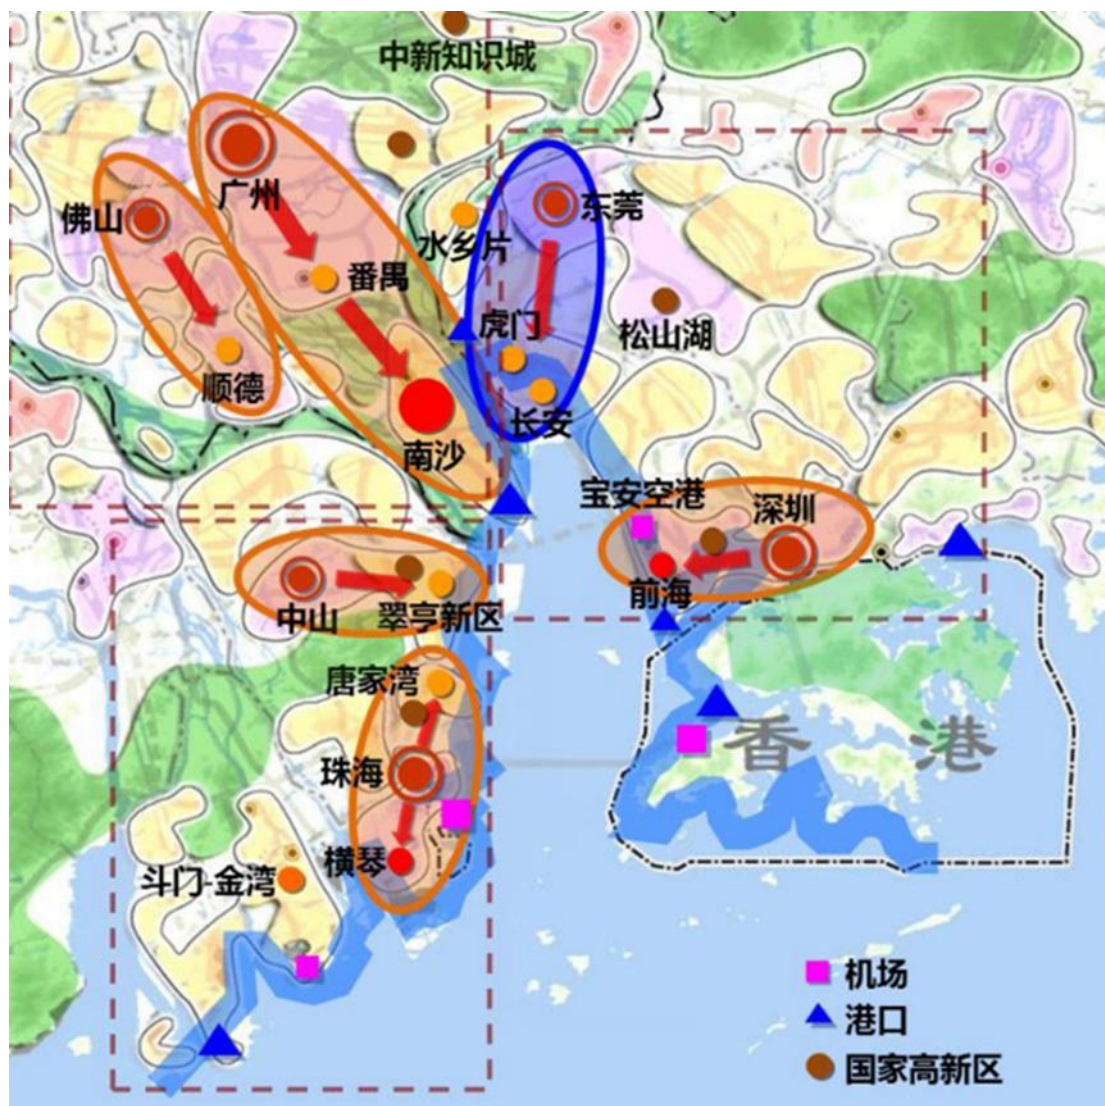 中新知识城
广州
佛山
东莞
水乡片
番禺
虎门
松山湖
顺德
长安
南沙
宝安空港
深圳
前海
中山
翠亨新区
唐家湾
香港
珠海
横琴
斗门-金湾
机场
港口
国家高新区